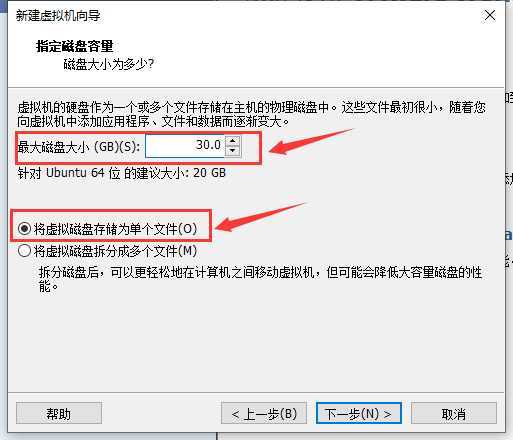 新建虚拟机向导
指定磁盘容量
磁盘大小为多少?
虚拟机的硬盘作为一个或多个文件存储在主机的物理磁盘中。这些文件最初很小，随着您
向虚拟机中添加应用程序、文件和数据而逐渐变大。
最大磁盘大小 (GB)(S): 30.0
针对 Ubuntu 64 位 的建议大小: 20 GB
将虚拟磁盘存储为单个文件(O)
将虚拟磁盘拆分成多个文件(M)
拆分磁盘后，可以更轻松地在计算机之间移动虚拟机，但可能会降低大容量磁盘的性
能。
帮助 < 上一步(B) 下一步(N) > 取消